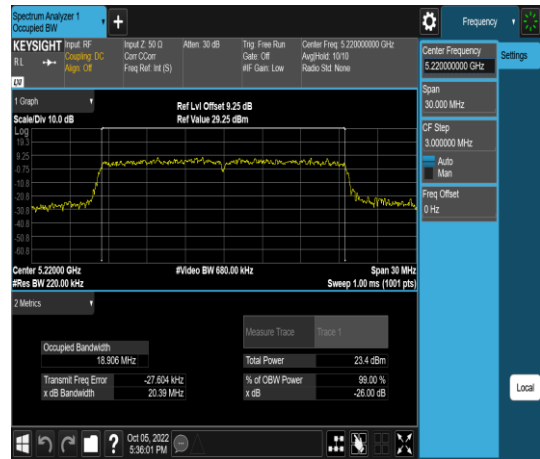 Spectrum Analyzer 1
Occupied BW
+
Frequency
KEYSIGHT
RL
Input: RF
Coupling: DC
Align: Off
Input Z: 50 Ω
Corr CCorr
Freq Ref: Int (S)
Atten: 30 dB
Trig: Free Run
Gate: Off
#IF Gain: Low
Center Freq: 5.220000000 GHz
Avg|Hold: 10/10
Radio Std: None
LXI
1 Graph
Scale/Div 10.0 dB
Ref Lvl Offset 9.25 dB
Ref Value 29.25 dBm
Log
19.3
9.25
-0.75
-10.8
-20.8
-30.8
-40.8
-50.8
-60.8
Center 5.22000 GHz
#Res BW 220.00 kHz
#Video BW 680.00 kHz
Span 30 MHz
Sweep 1.00 ms (1001 pts)
2 Metrics
Measure Trace
Trace 1
Occupied Bandwidth
18.906 MHz
Total Power
23.4 dBm
Transmit Freq Error
-27.604 kHz
% of OBW Power
99.00 %
x dB Bandwidth
20.39 MHz
x dB
-26.00 dB
Center Frequency
5.220000000 GHz
Settings
Span
30.000 MHz
CF Step
3.000000 MHz
Auto
Man
Freq Offset
0 Hz
Local
?
Oct 05, 2022
5:36:01 PM